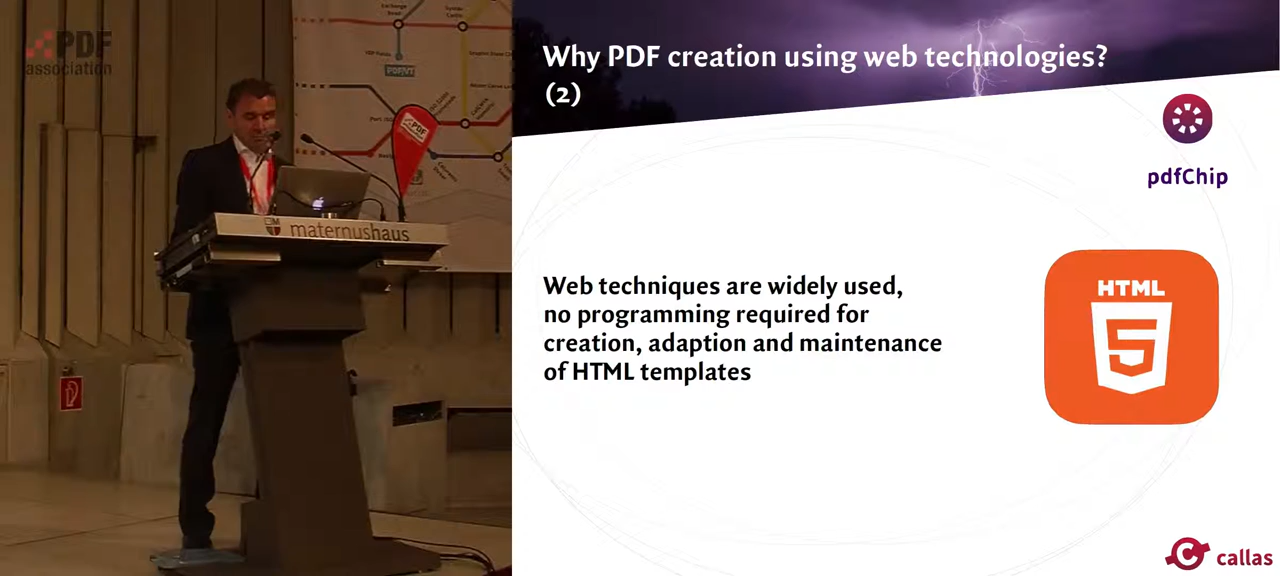 PDF
association
PDF
maternushaus
Why PDF creation using web technologies?
(2)
pdfChip
Web techniques are widely used,
no programming required for
creation, adaption and maintenance
of HTML templates
HTML
5
callas